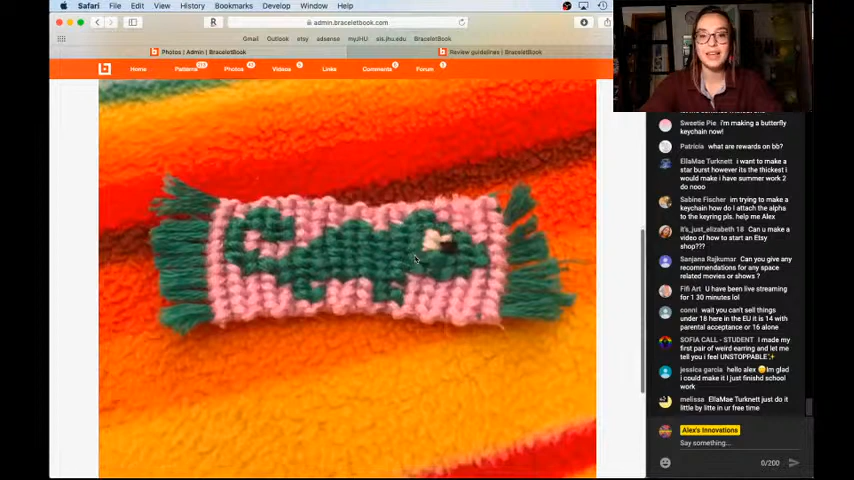 Safari File Edit View History Bookmarks Develop Window Help
admin.braceletbook.com
Gmail Outlook etsy adsense myJHU sis.jhu.edu BraceletBook
Photos | Admin | BraceletBook
Review guidelines | BraceletBook
Home Patterns Photos Videos Links Comments Forum
Sweetie Pie i'm making a butterfly
keychain now!
Patricia what are rewards on bb?
EllaMae Turknett i want to make a
star burst however its the thickest i
would make i have summer work 2
do nooo
Sabine Fischer im trying to make a
keychain how do I attach the alpha
to the keyring pls. help me Alex
It's_just_elizabeth 18 Can u make a
video of how to start an Etsy
shop???
Sanjana Rajkumar Can you give any
recommendations for any space
related movies or shows ?
Fifi Art U have been live streaming
for 1 30 minutes lol
conni wait you can't sell things
under 18 here in the EU it is 14 with
parental acceptance or 16 alone
SOFIA CALL - STUDENT I made my
first pair of weird earring and let me
tell you i feel UNSTOPPABLE✨
jessica garcia hello alex Im glad
i could make it I just finishd school
work
melissa EllaMae Turknett just do it
little by litte in ur free time
Alex's Innovations
Say something...
0/200